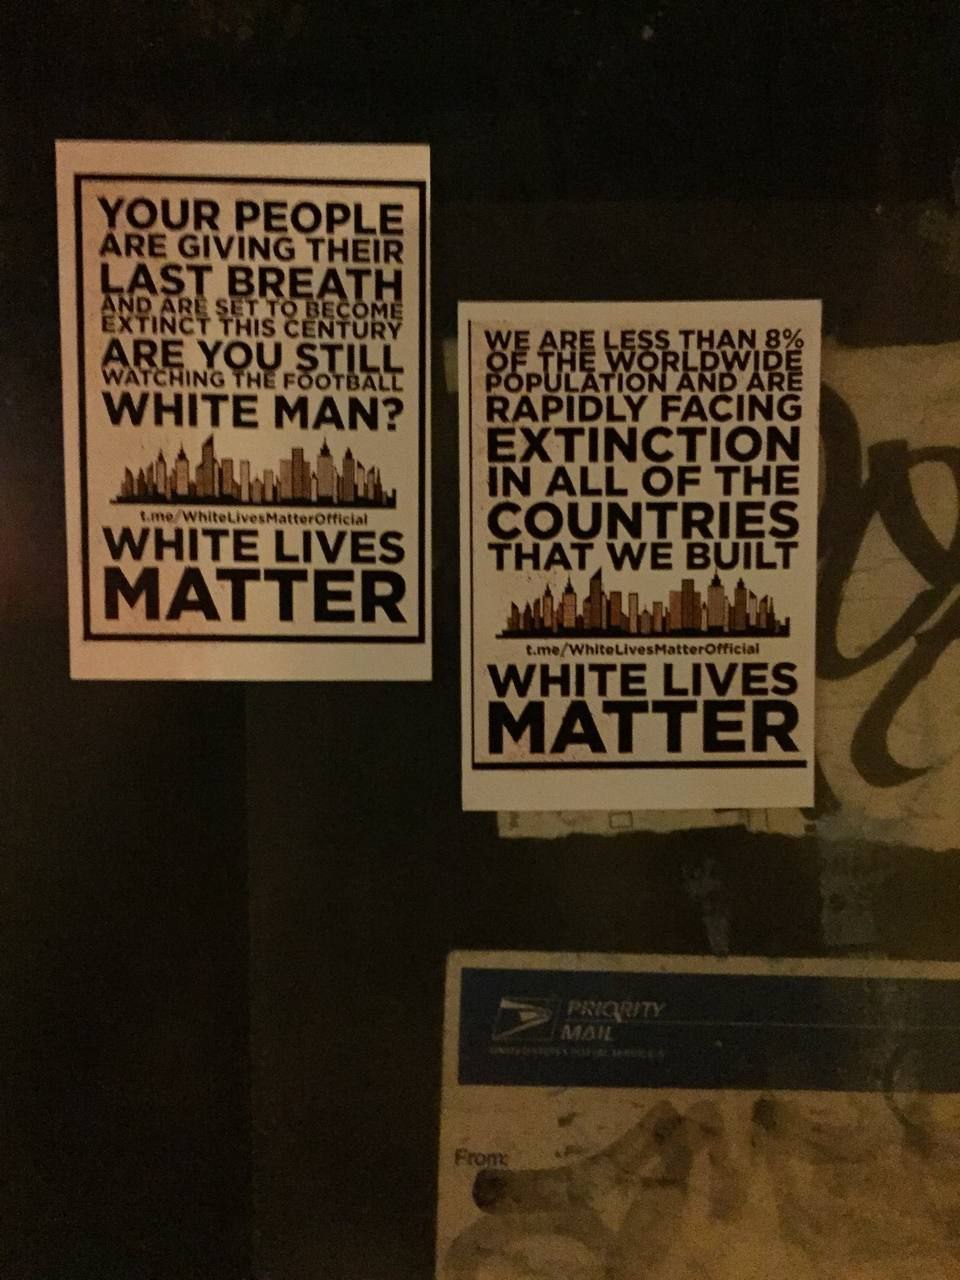 YOUR PEOPLE
ARE GIVING THEIR
LAST BREATH
AND ARE SET TO BECOME
EXTINCT THIS CENTURY
ARE YOU STILL
WATCHING THE FOOTBALL
WHITE MAN?
t.me/WhiteLivesMatterOfficial
WHITE LIVES
MATTER
WE ARE LESS THAN 8%
OF THE WORLDWIDE
POPULATION AND ARE
RAPIDLY FACING
EXTINCTION
IN ALL OF THE
COUNTRIES
THAT WE BUILT
t.me/WhiteLivesMatterOfficial
WHITE LIVES
MATTER
PRIORITY
MAIL
From: